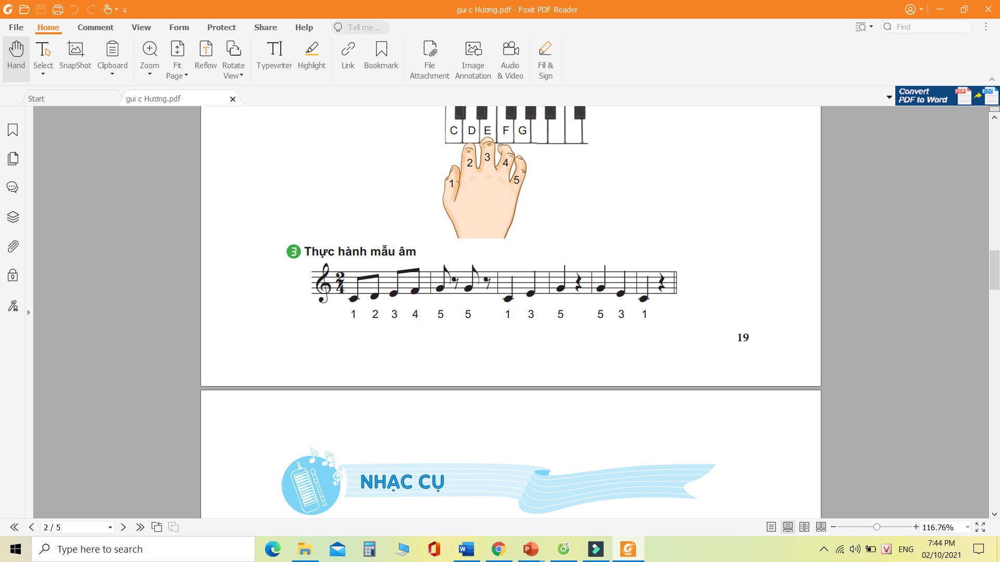 gui c Hương.pdf - Foxit PDF Reader
File Home Comment View Form Protect Share Help Tell me... Find
Hand Select SnapShot Clipboard Zoom Fit Page Reflow Rotate View Typewriter Highlight Link Bookmark File Attachment Image Annotation Audio & Video Fill & Sign
Start gui c Hương.pdf
Convert
PDF to Word
PDF DOC
C D E F G
1 2 3 4 5
3 Thực hành mẫu âm
2
4
1 2 3 4 5 5 1 3 5 5 3 1
19
NHẠC CỤ
2 / 5 116.76%
Type here to search
ENG
7:44 PM
02/10/2021